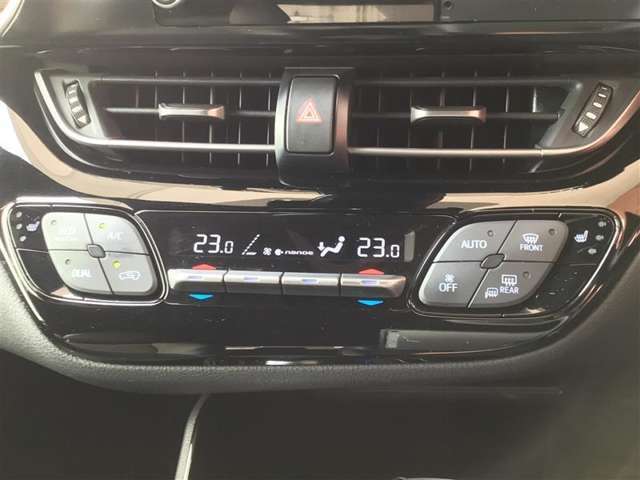 A/C
DUAL
23.0 nanoe 23.0
AUTO
FRONT
OFF
REAR